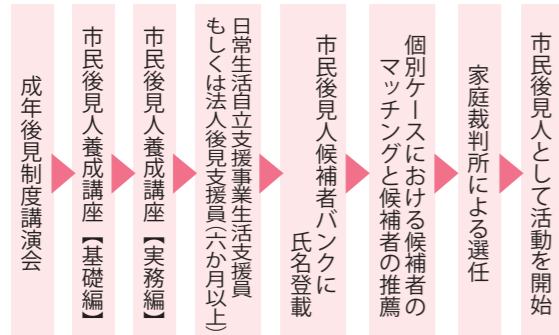 成年後見制度講演会
市民後見人養成講座【基礎編】
市民後見人養成講座【実務編】
日常生活自立支援事業生活支援員
もしくは法人後見支援員(六か月以上)
市民後見人候補者バンクに
氏名登載
個別ケースにおける候補者の
マッチングと候補者の推薦
家庭裁判所による選任
市民後見人として活動を開始